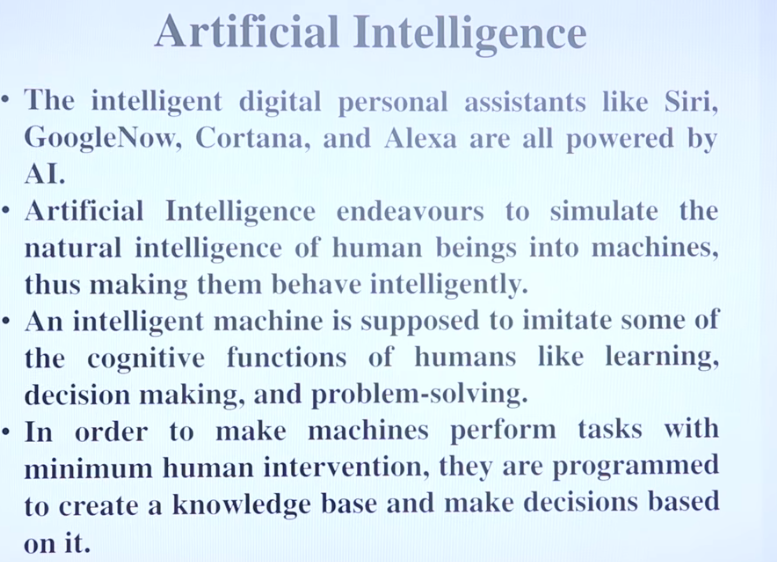 Artificial Intelligence
• The intelligent digital personal assistants like Siri,
GoogleNow, Cortana, and Alexa are all powered by
AI.
• Artificial Intelligence endeavours to simulate the
natural intelligence of human beings into machines,
thus making them behave intelligently.
• An intelligent machine is supposed to imitate some of
the cognitive functions of humans like learning,
decision making, and problem-solving.
• In order to make machines perform tasks with
minimum human intervention, they are programmed
to create a knowledge base and make decisions based
on it.